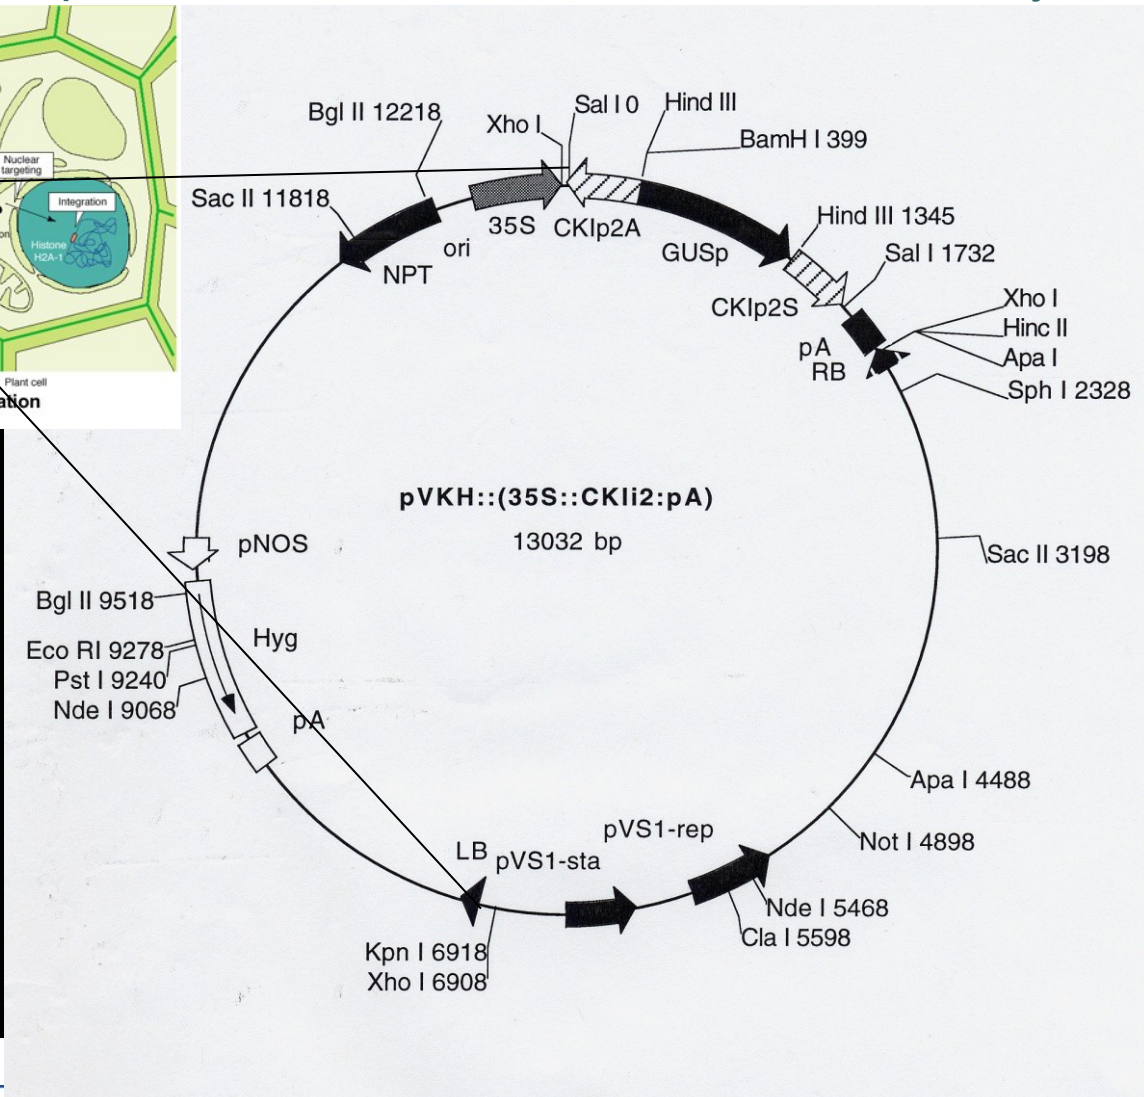 Nuclear
targeting
Integration
Histone
H2A-1
Plant cell
ation
Bgl II 12218
Xho I
Sal I 0
Hind III
BamH I 399
Sac II 11818
35S
CKIp2A
GUSp
Hind III 1345
Sal I 1732
ori
NPT
CKIp2S
pA
RB
Xho I
Hinc II
Apa I
Sph I 2328
pVKH::(35S::CKIi2:pA)
13032 bp
pNOS
Sac II 3198
Bgl II 9518
Hyg
Eco RI 9278
Pst I 9240
Nde I 9068
pA
Apa I 4488
Not I 4898
pVS1-rep
LB
pVS1-sta
Nde I 5468
Cla I 5598
Kpn I 6918
Xho I 6908